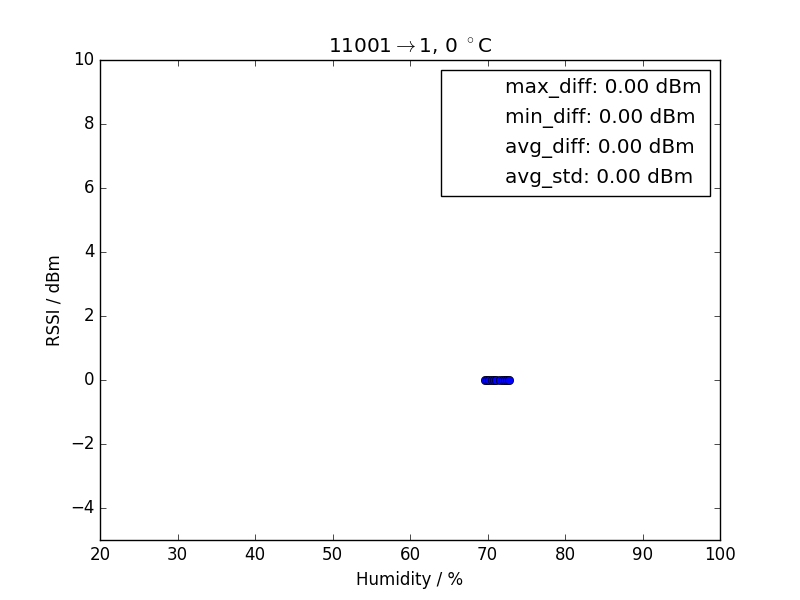 11001→1, 0 °C
max_diff: 0.00 dBm
min_diff: 0.00 dBm
avg_diff: 0.00 dBm
avg_std: 0.00 dBm
RSSI / dBm
10
8
6
4
2
0
−2
−4
20 30 40 50 60 70 80 90 100
Humidity / %